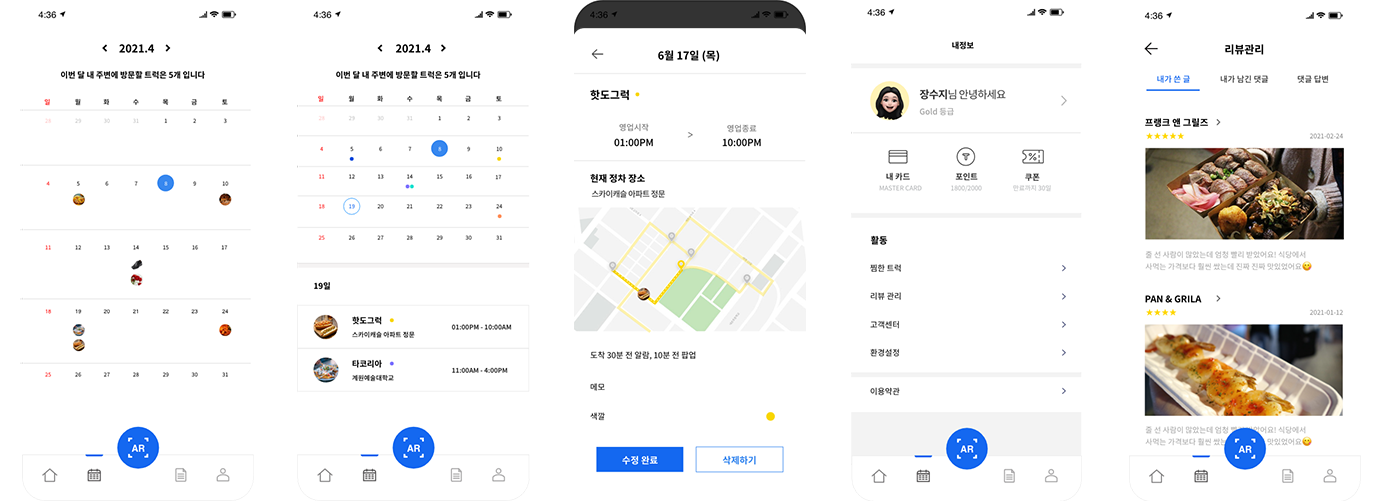 4:36
2021.4
이번 달 내 주변에 방문할 트럭은 5개 입니다
일 월 화 수 목 금 토
28 29 30 31 1 2 3
4 5 6 7 8 9 10
11 12 13 14 15 16 17
18 19 20 21 22 23 24
25 26 27 28 29 30 31
AR
4:36
2021.4
이번 달 내 주변에 방문할 트럭은 5개 입니다
일 월 화 수 목 금 토
28 29 30 31 1 2 3
4 5 6 7 8 9 10
11 12 13 14 15 16 17
18 19 20 21 22 23 24
25 26 27 28 29 30 31
19일
핫도그럭
스카이캐슬 아파트 정문
01:00PM - 10:00AM
타코리아
계원예술대학교
11:00AM - 4:00PM
AR
4:36
6월 17일 (목)
핫도그럭
영업시작 > 영업종료
01:00PM 10:00PM
현재 정차 장소
스카이캐슬 아파트 정문
도착 30분 전 알람, 10분 전 팝업
메모
색깔
수정 완료
삭제하기
4:36
내정보
장수지님 안녕하세요
Gold 등급
내 카드 포인트 쿠폰
MASTER CARD 1800/2000 만료까지 30일
활동
찜한 트럭
리뷰 관리
고객센터
환경설정
이용약관
AR
4:36
리뷰관리
내가 쓴 글 내가 남긴 댓글 댓글 답변
프랭크 앤 그릴즈
2021-02-24
줄 선 사람이 많았는데 엄청 빨리 받았어요! 식당에서
사먹는 가격보다 훨씬 쌌는데 진짜 진짜 맛있었어요😋
PAN & GRILA
2021-01-12
줄 선 사람이 많았는데 엄청 빨리 받았어요! 식당에서
사먹는 가격보다 훨씬 쌌는데 진짜 맛있었어요😋
AR